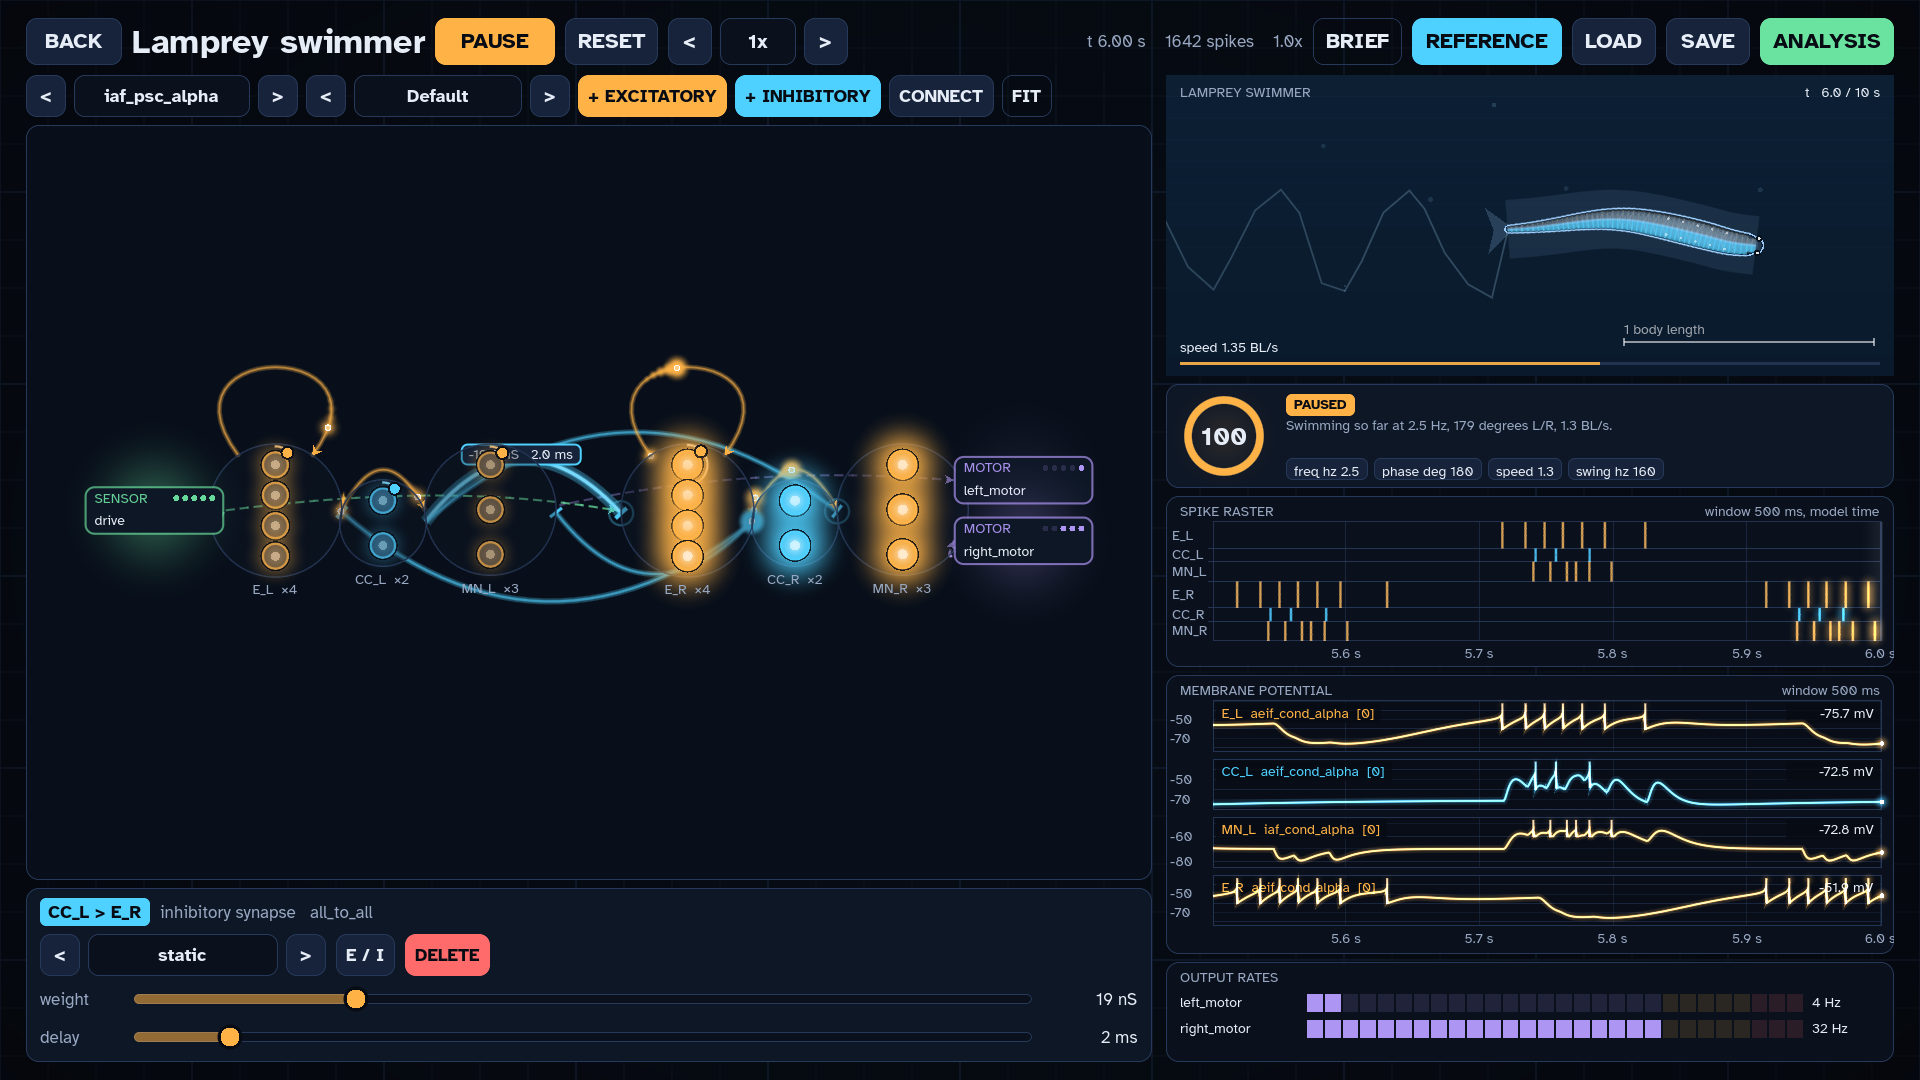 BACK Lamprey swimmer PAUSE RESET < 1x > t 6.00 s 1642 spikes 1.0x BRIEF REFERENCE LOAD SAVE ANALYSIS
< iaf_psc_alpha > < Default > + EXCITATORY + INHIBITORY CONNECT FIT
LAMPREY SWIMMER t 6.0 / 10 s
1 body length
speed 1.35 BL/s
SENSOR
drive
E_L ×4
CC_L ×2
2.0 ms
MN_L ×3
E_R ×4
CC_R ×2
MN_R ×3
MOTOR
left_motor
MOTOR
right_motor
100
PAUSED
Swimming so far at 2.5 Hz, 179 degrees L/R, 1.3 BL/s.
freq hz 2.5 phase deg 180 speed 1.3 swing hz 160
SPIKE RASTER window 500 ms, model time
E_L
CC_L
MN_L
E_R
CC_R
MN_R
5.6 s 5.7 s 5.8 s 5.9 s 6.0 s
MEMBRANE POTENTIAL window 500 ms
-50
-70
E_L aeif_cond_alpha [0] -75.7 mV
-50
-70
CC_L aeif_cond_alpha [0] -72.5 mV
-60
-80
MN_L iaf_cond_alpha [0] -72.8 mV
-50
-70
E_R aeif_cond_alpha [0] -51.9 mV
5.6 s 5.7 s 5.8 s 5.9 s 6.0 s
CC_L > E_R inhibitory synapse all_to_all
< static > E / I DELETE
weight 19 nS
delay 2 ms
OUTPUT RATES
left_motor 4 Hz
right_motor 32 Hz